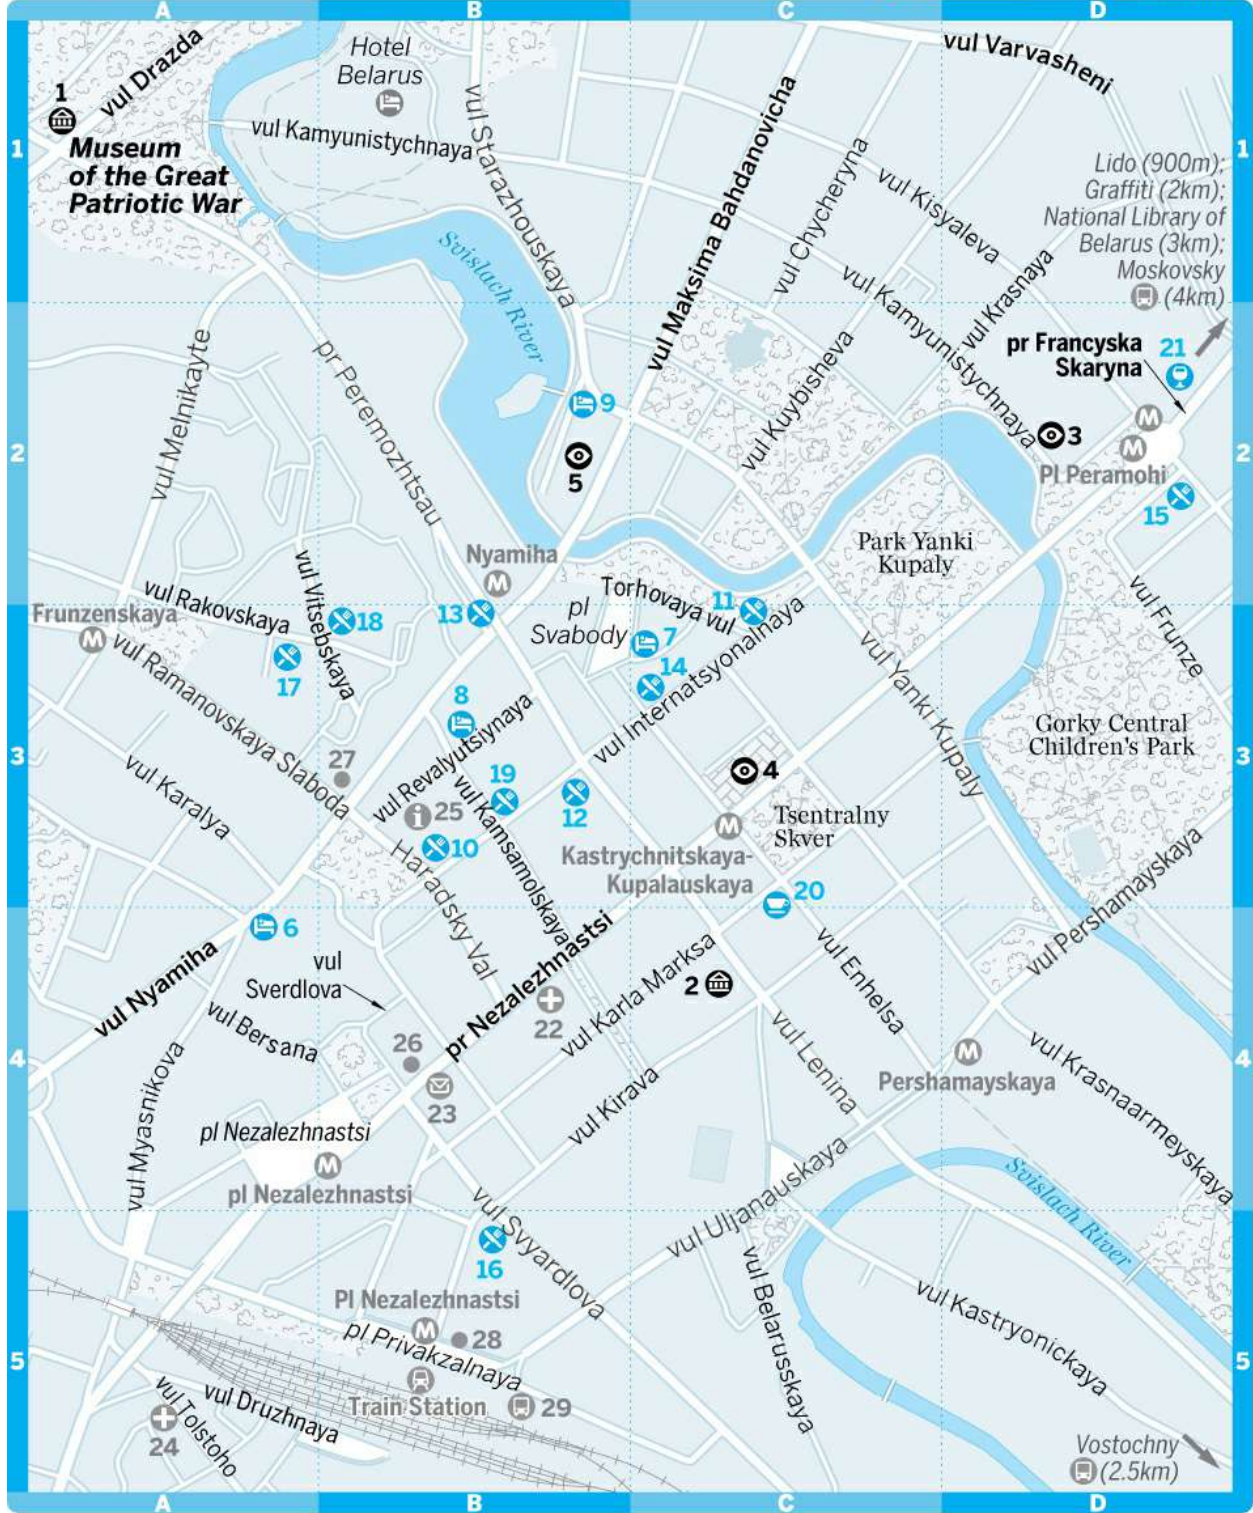 A
B
C
D
1
1
2
2
3
3
4
4
5
5
A
B
C
D
vul Drazda
1
Museum
of the Great
Patriotic War
Hotel
Belarus
vul Kamyunistychnaya
vul Starazhouskaya
vul Maksima Bahdanovicha
vul Varvasheni
vul Chycheryna
vul Kisyaleva
vul Krasnaya
vul Kamyunistychnaya
vul Kuybisheva
Lido (900m);
Graffiti (2km);
National Library of
Belarus (3km);
Moskovsky
(4km)
Svislach River
pr Francyska
Skaryna
21
vul Melnikayte
pr Peremozhtsau
9
5
3
M
M
Pl Peramohi
15
Park Yanki
Kupaly
Nyamiha
M
vul Vitsebskaya
vul Rakovskaya
Frunzenskaya
M
18
17
13
Torhovaya vul
pl
Svabody
11
7
14
vul Internatsyonalnaya
vul Yanki Kupaly
vul Frunze
Gorky Central
Children's Park
vul Ramanovskaya Slaboda
vul Karalya
27
8
vul Revalyutsiynaya
19
12
25
10
vul Kamsamolskaya
Haradsky Val
4
Tsentralny
Skver
M
Kastrychnitskaya-
Kupalauskaya
20
vul Pershamayskaya
6
vul Nyamiha
vul
Sverdlova
vul Bersana
vul Myasnikova
pr Nezalezhnastsi
22
26
23
vul Karla Marksa
2
vul Enhelsa
vul Kirava
vul Lenina
M
Pershamayskaya
vul Krasnaarmeyskaya
pl Nezalezhnastsi
M
pl Nezalezhnastsi
vul Uljanauskaya
Svislach River
vul Svyardlova
16
Pl Nezalezhnastsi
M
28
pl Privakzalnaya
Train Station
29
vul Belarusskaya
vul Kastryonickaya
vul Druzhnaya
vul Tolstoho
24
Vostochny
(2.5km)